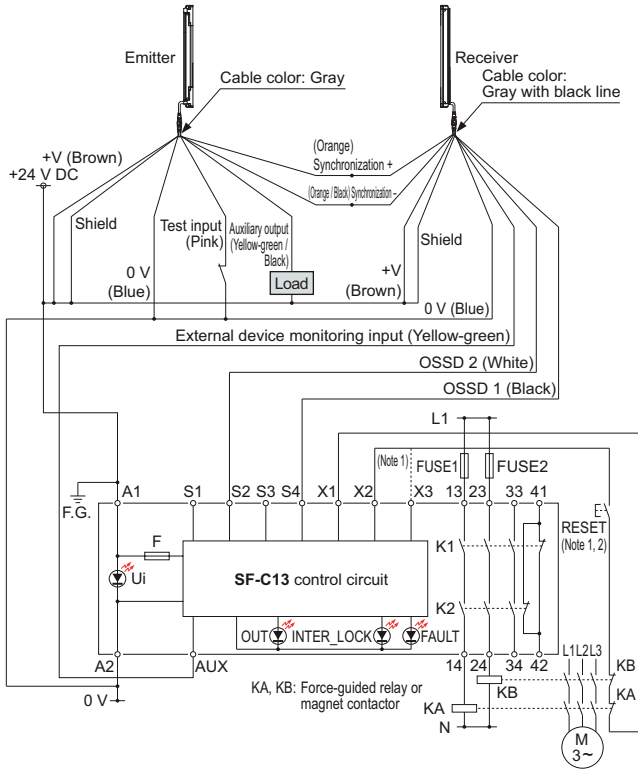 Emitter
Receiver
Cable color: Gray
Cable color:
Gray with black line
(Orange)
Synchronization +
(Orange / Black) Synchronization –
+V (Brown)
+24 V DC
Shield
Test input
(Pink)
Auxiliary output
(Yellow-green /
Black)
Load
0 V
(Blue)
Shield
+V
(Brown)
0 V (Blue)
External device monitoring input (Yellow-green)
OSSD 2 (White)
OSSD 1 (Black)
L1
(Note 1)
FUSE1
FUSE2
F.G.
A1 S1 S2 S3 S4 X1 X2 X3 13 23 33 41
RESET
(Note 1, 2)
F
K1
Ui
SF-C13 control circuit
K2
OUT INTER_LOCK FAULT
A2 AUX 14 24 34 42
L1 L2 L3
KB
KA
0 V
KA, KB: Force-guided relay or
magnet contactor
KB
KA
N
M
3~